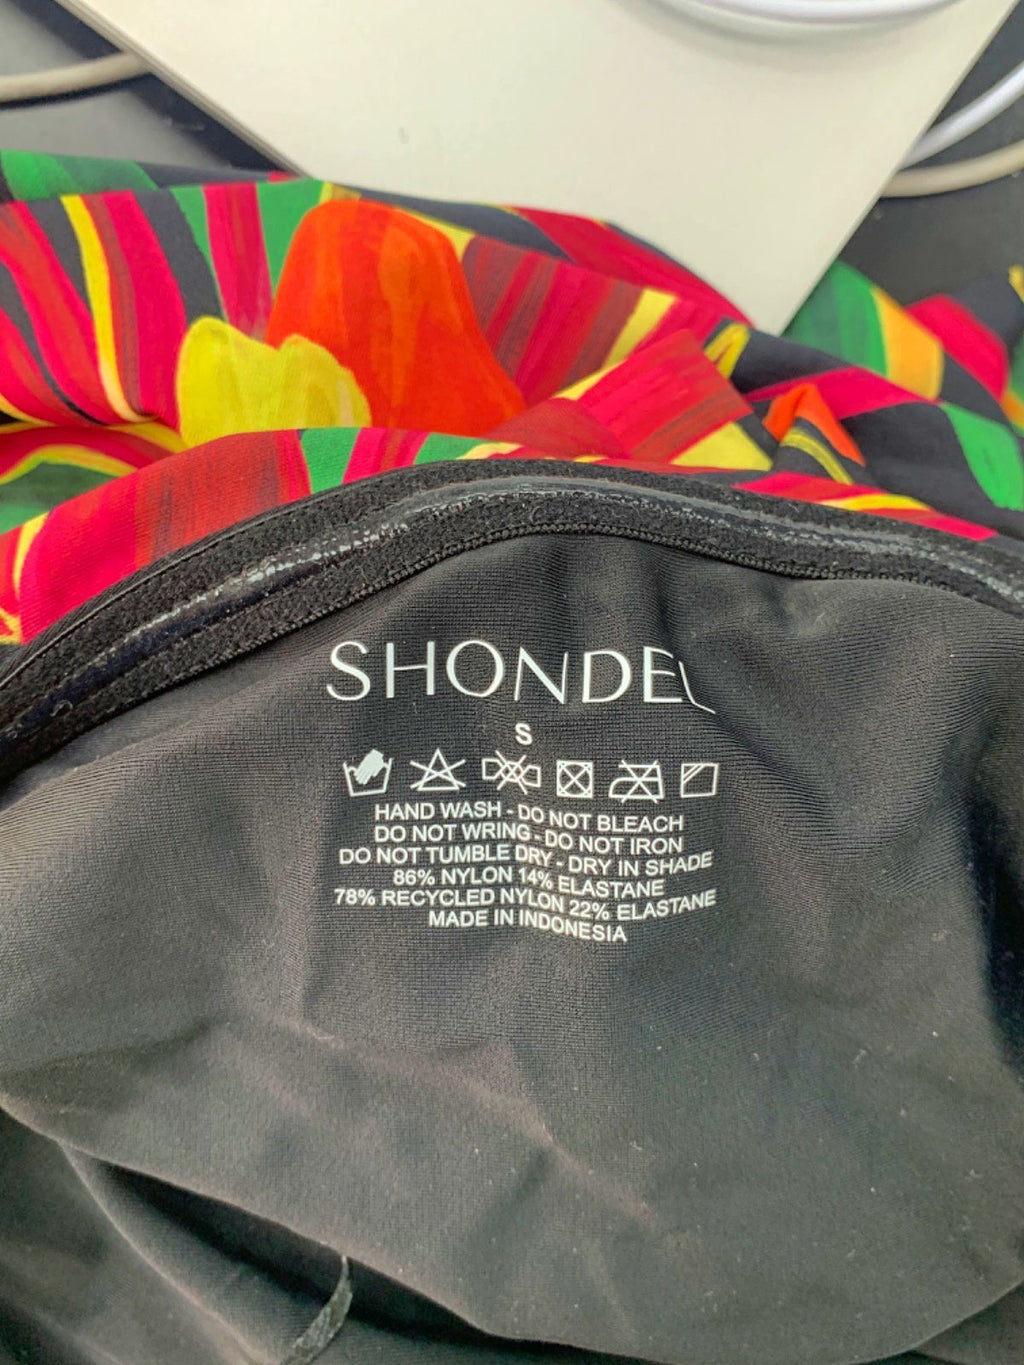 SHONDEL
S
HAND WASH - DO NOT BLEACH
DO NOT WRING - DO NOT IRON
DO NOT TUMBLE DRY - DRY IN SHADE
86% NYLON 14% ELASTANE
78% RECYCLED NYLON 22% ELASTANE
MADE IN INDONESIA